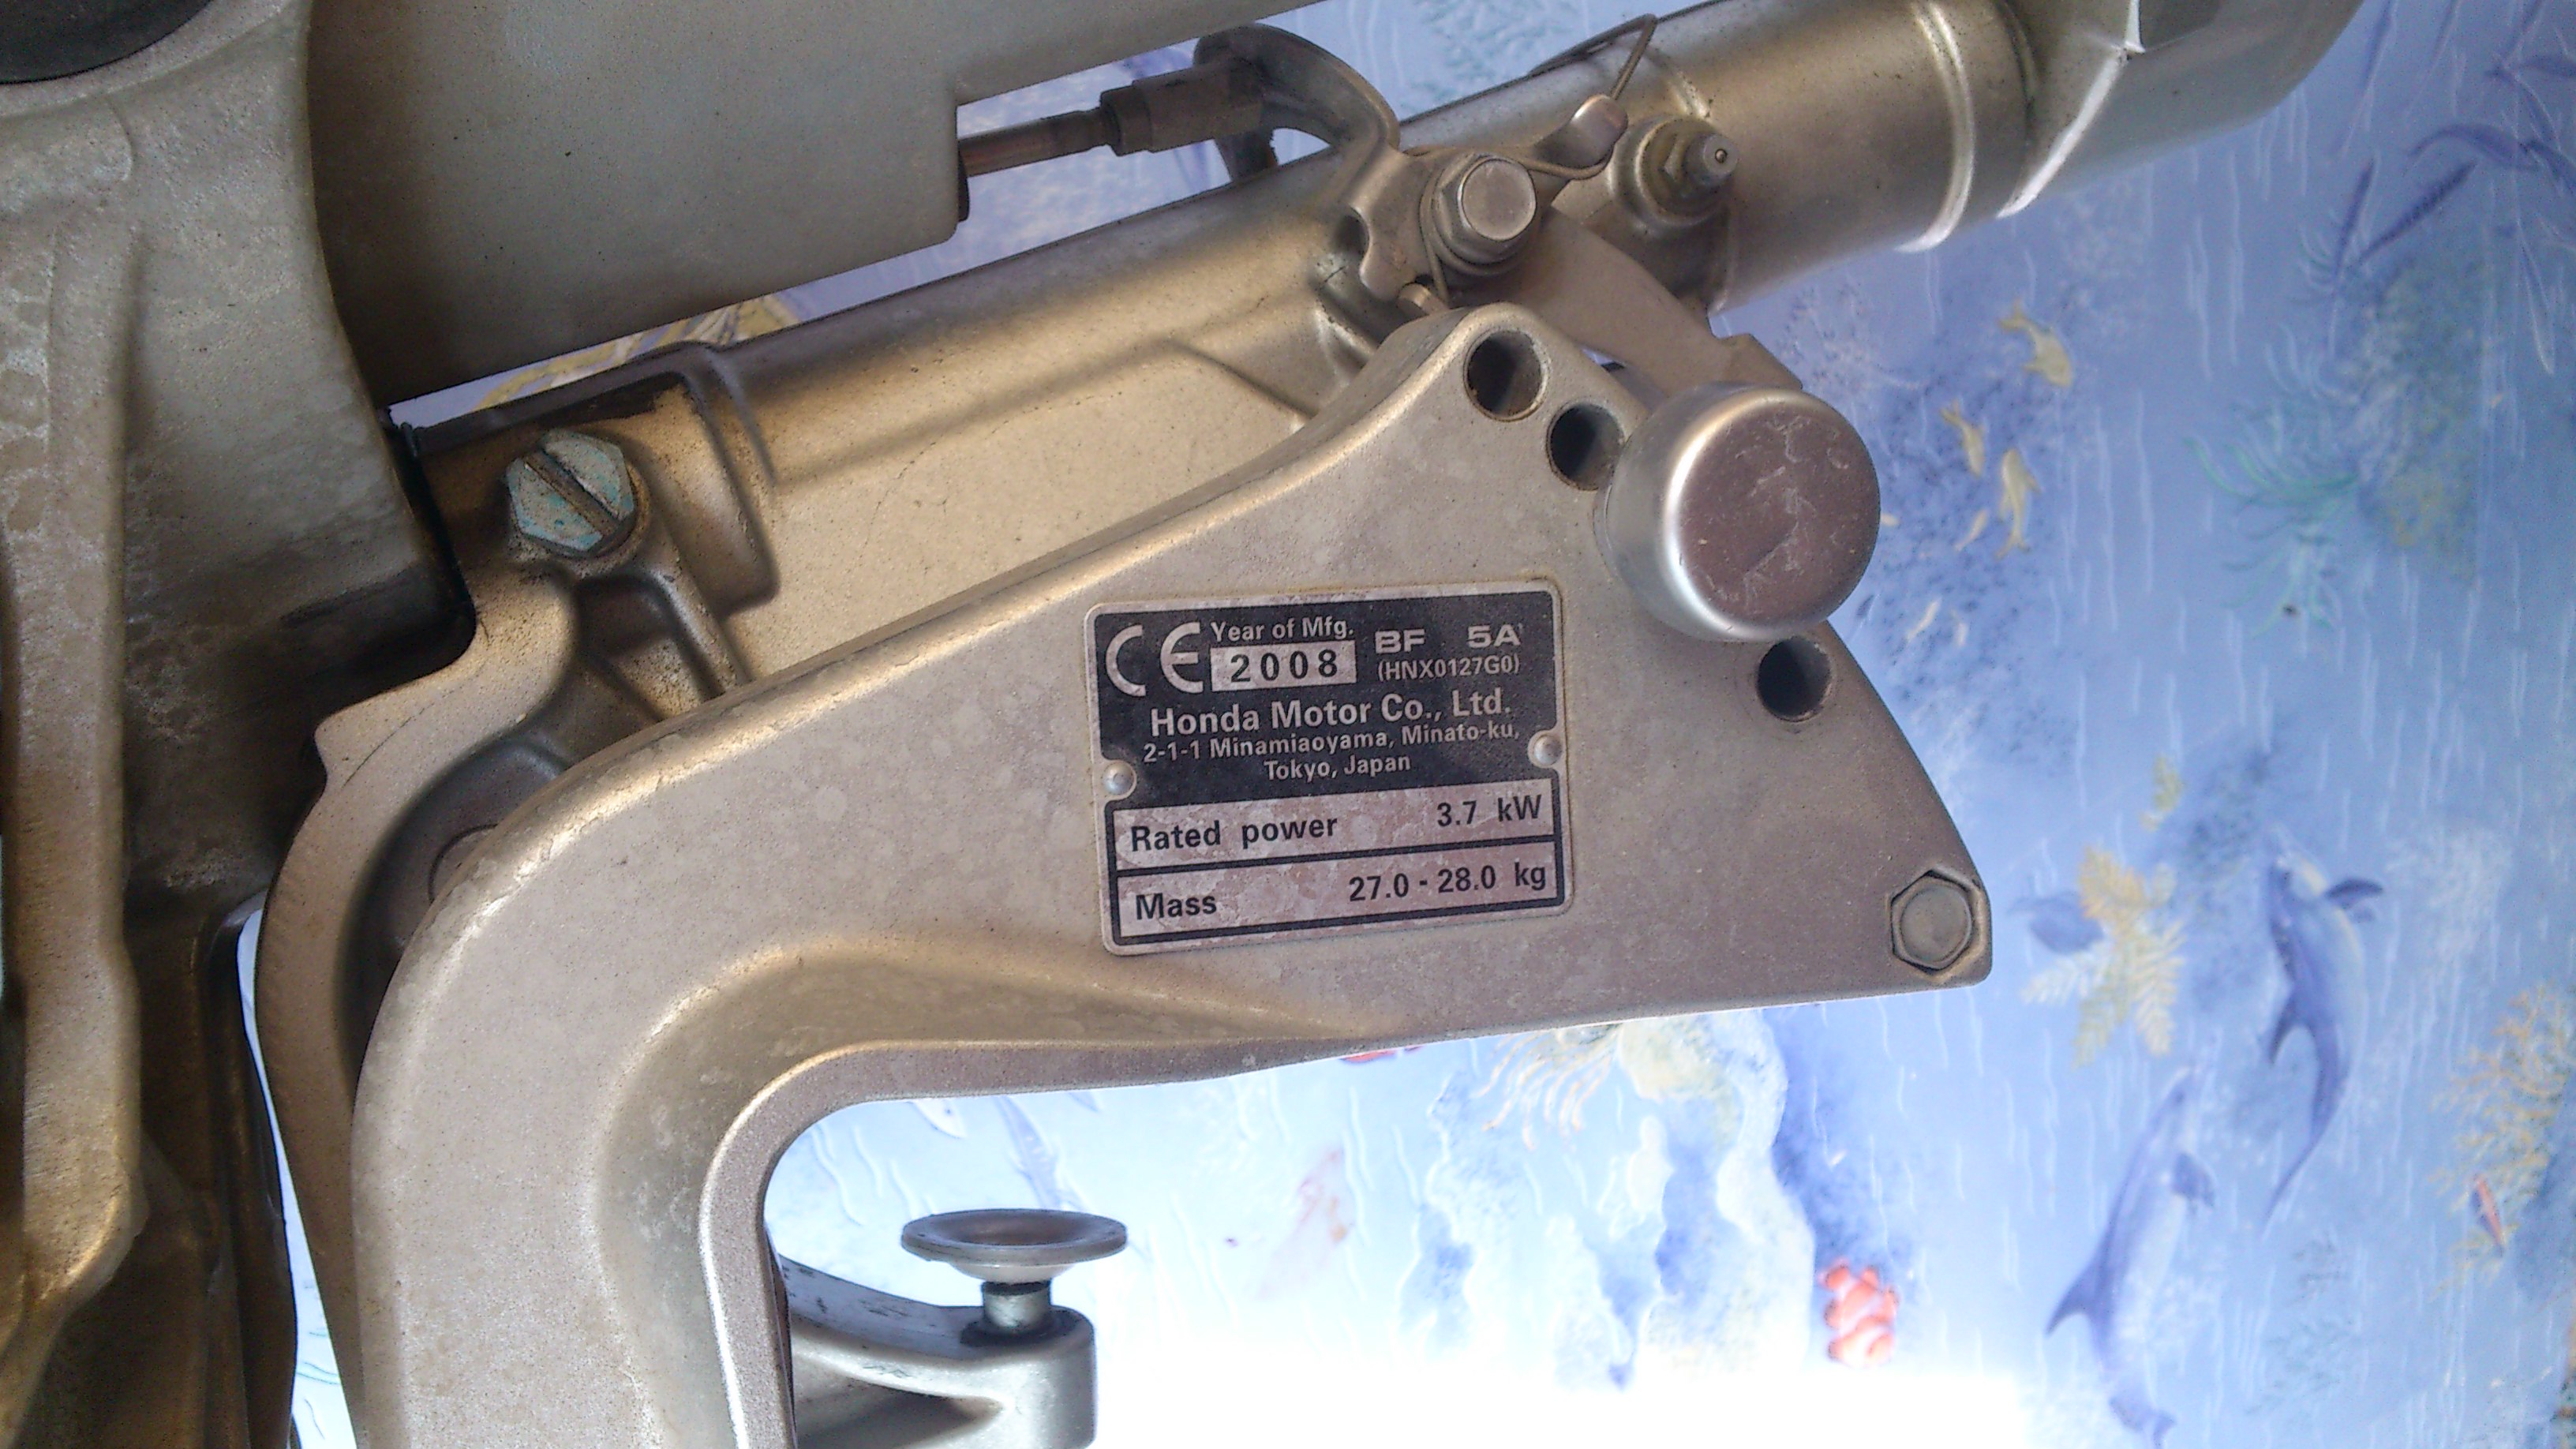 CE Year of Mfg. BF 5A
2008 (HNX0127G0)
Honda Motor Co., Ltd.
2-1-1 Minamiaoyama, Minato-ku,
Tokyo, Japan
Rated power 3.7 kW
Mass 27.0 - 28.0 kg